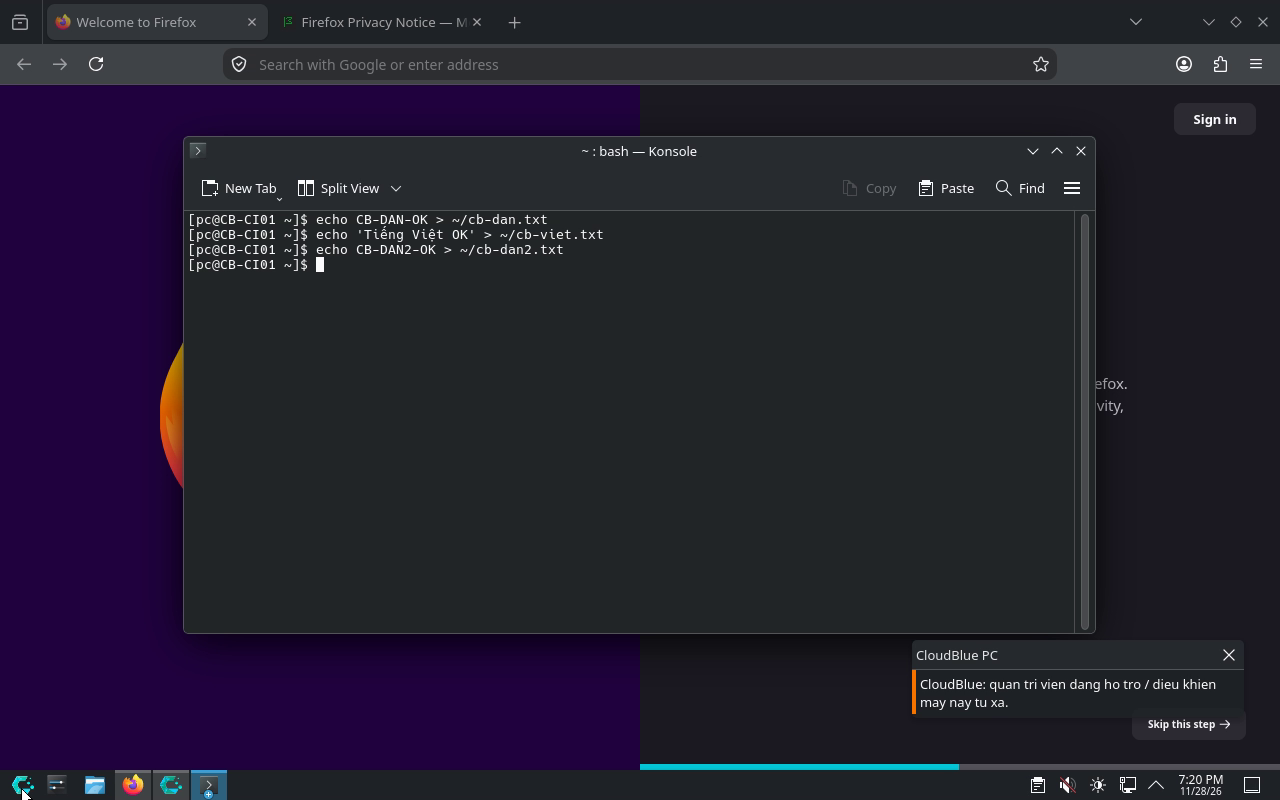 Welcome to Firefox
Firefox Privacy Notice — M
Search with Google or enter address
Sign in
~ : bash — Konsole
New Tab
Split View
Copy
Paste
Find
[pc@CB-CI01 ~]$ echo CB-DAN-OK > ~/cb-dan.txt
[pc@CB-CI01 ~]$ echo 'Tiếng Việt OK' > ~/cb-viet.txt
[pc@CB-CI01 ~]$ echo CB-DAN2-OK > ~/cb-dan2.txt
[pc@CB-CI01 ~]$
efox.
vity,
CloudBlue PC
CloudBlue: quan tri vien dang ho tro / dieu khien
may nay tu xa.
Skip this step
7:20 PM
11/28/26